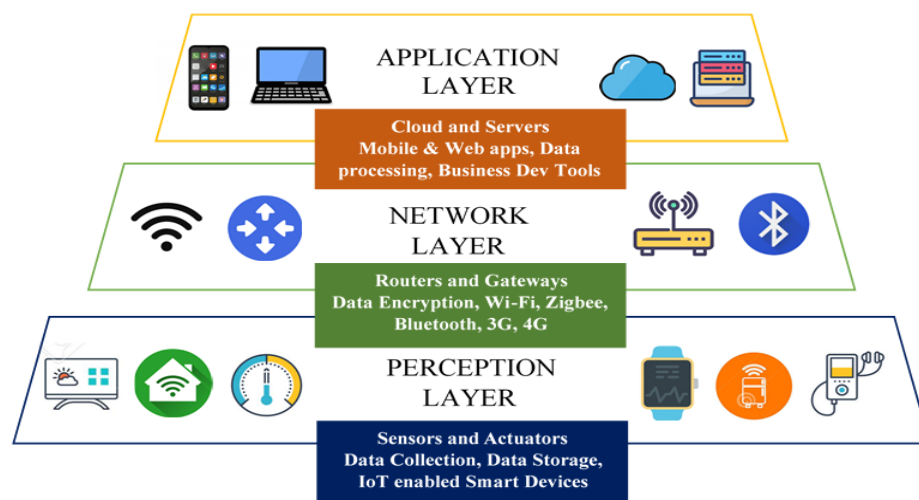 APPLICATION
LAYER
Cloud and Servers
Mobile & Web apps, Data
processing, Business Dev Tools
NETWORK
LAYER
Routers and Gateways
Data Encryption, Wi-Fi, Zigbee,
Bluetooth, 3G, 4G
PERCEPTION
LAYER
Sensors and Actuators
Data Collection, Data Storage,
IoT enabled Smart Devices